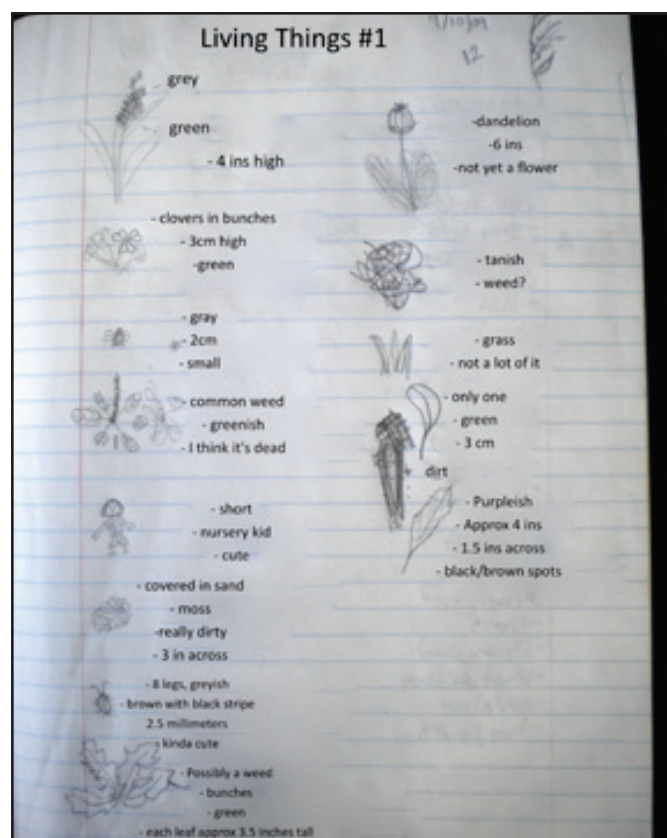 Living Things #1
9/10/09
12
grey
green
- 4 ins high
- clovers in bunches
- 3cm high
-green
- gray
- 2cm
- small
- common weed
- greenish
- I think it's dead
- short
- nursery kid
- cute
- covered in sand
- moss
-really dirty
- 3 in across
- 8 legs, greyish
- brown with black stripe
2.5 millimeters
- kinda cute
- Possibly a weed
- bunches
- green
- each leaf approx 3.5 inches tall
-dandelion
-6 ins
-not yet a flower
- tanish
- weed?
- grass
- not a lot of it
- only one
- green
- 3 cm
dirt
- Purpleish
- Approx 4 ins
- 1.5 ins across
- black/brown spots